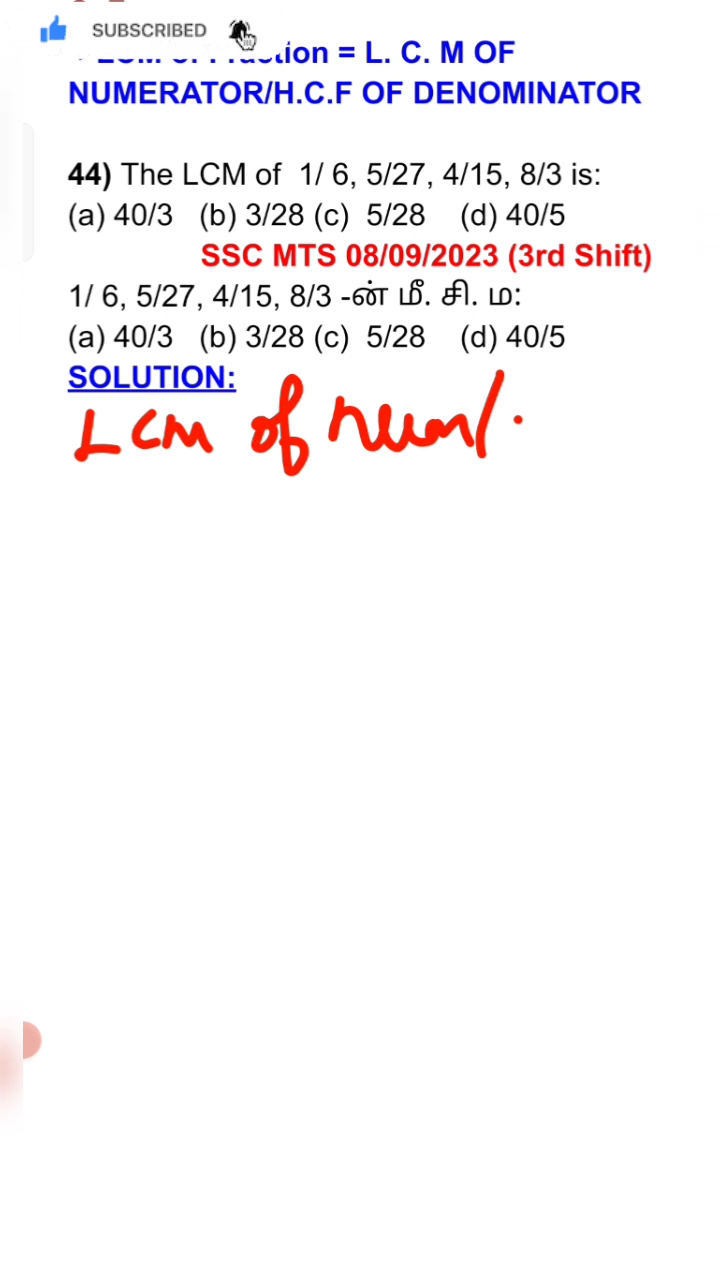 SUBSCRIBED
= L. C. M OF
NUMERATOR/H.C.F OF DENOMINATOR
44) The LCM of 1/ 6, 5/27, 4/15, 8/3 is:
(a) 40/3 (b) 3/28 (c) 5/28 (d) 40/5
SSC MTS 08/09/2023 (3rd Shift)
1/ 6, 5/27, 4/15, 8/3 -ன் மீ. சி. ம:
(a) 40/3 (b) 3/28 (c) 5/28 (d) 40/5
SOLUTION:
LCM of num/.